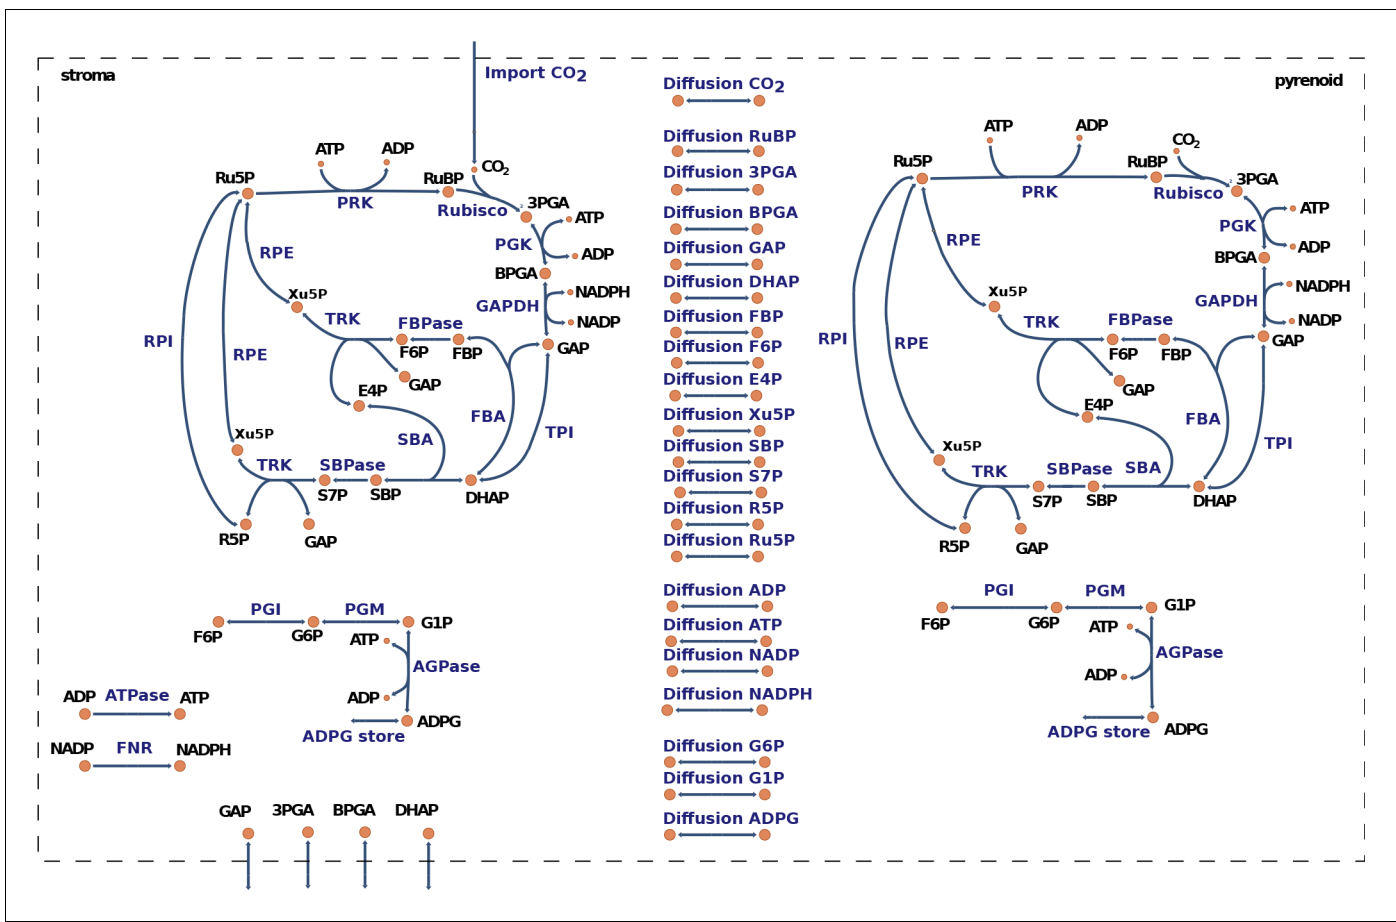 stroma
Import CO2
ATP
ADP
CO2
Ru5P
RuBP
PRK
Rubisco
2
3PGA
ATP
PGK
ADP
RPE
BPGA
NADPH
GAPDH
NADP
Xu5P
TRK
FBPase
RPI
RPE
F6P
FBP
GAP
E4P
GAP
FBA
SBA
TPI
Xu5P
TRK
SBPase
S7P
SBP
DHAP
R5P
GAP
PGI
PGM
F6P
G6P
G1P
ATP
AGPase
ADP
ADPG
ADPG store
ADP
ATPase
ATP
NADP
FNR
NADPH
GAP
3PGA
BPGA
DHAP
Diffusion CO2
Diffusion RuBP
Diffusion 3PGA
Diffusion BPGA
Diffusion GAP
Diffusion DHAP
Diffusion FBP
Diffusion F6P
Diffusion E4P
Diffusion Xu5P
Diffusion SBP
Diffusion S7P
Diffusion R5P
Diffusion Ru5P
Diffusion ADP
Diffusion ATP
Diffusion NADP
Diffusion NADPH
Diffusion G6P
Diffusion G1P
Diffusion ADPG
pyrenoid
ATP
ADP
CO2
Ru5P
RuBP
PRK
Rubisco
2
3PGA
ATP
PGK
ADP
RPE
BPGA
NADPH
GAPDH
NADP
Xu5P
TRK
FBPase
RPI
RPE
F6P
FBP
GAP
GAP
E4P
FBA
TPI
Xu5P
TRK
SBPase
SBA
S7P
SBP
DHAP
R5P
GAP
PGI
PGM
F6P
G6P
G1P
ATP
AGPase
ADP
ADPG store
ADPG